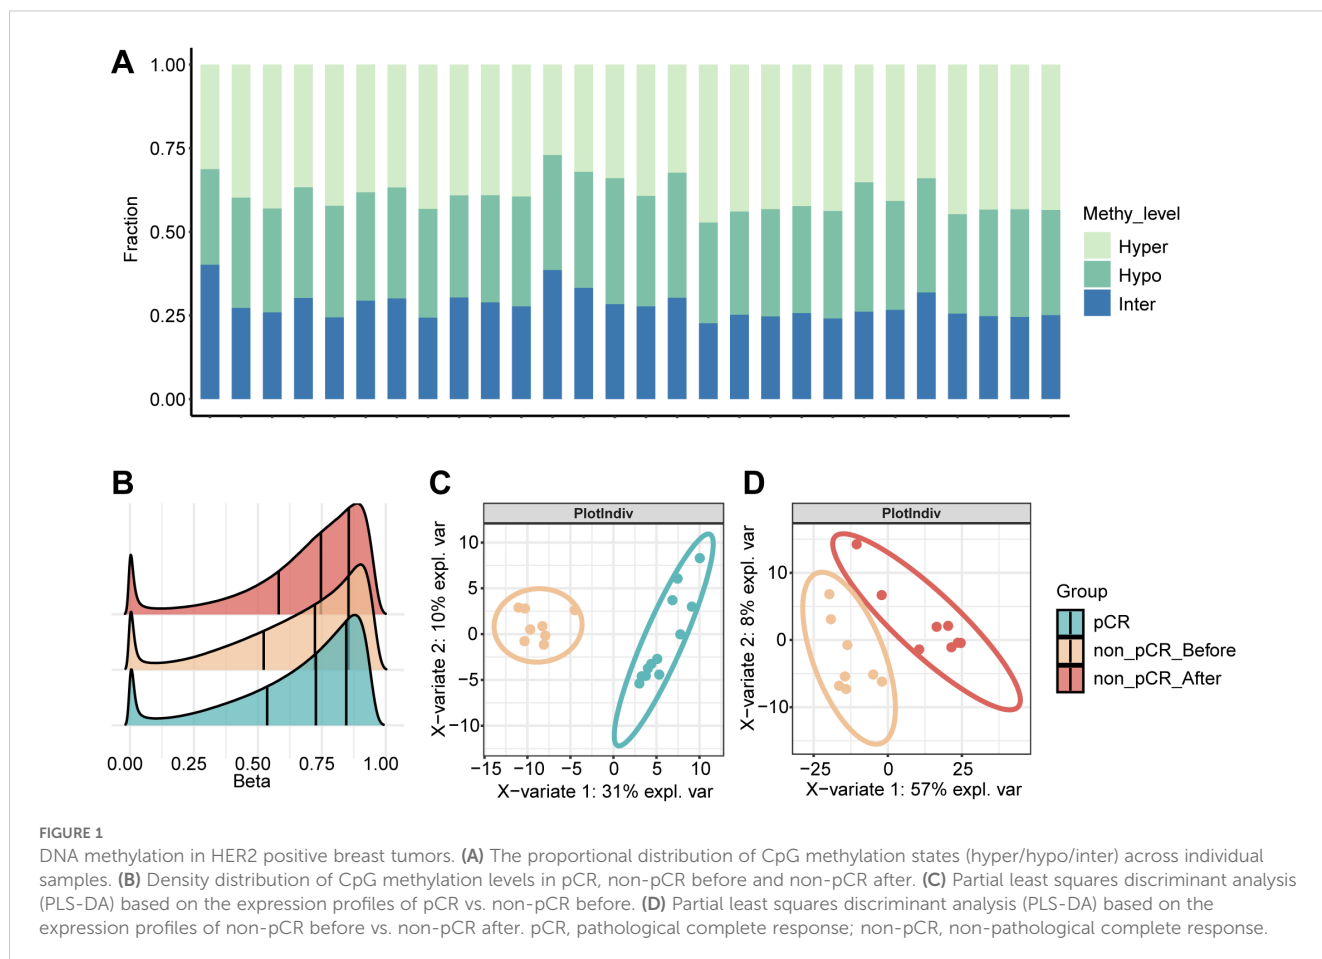 A
1.00
0.75
0.50
0.25
0.00
Fraction
Methy_level
Hyper
Hypo
Inter
B
0.00 0.25 0.50 0.75 1.00
Beta
C
PlotIndiv
10
5
0
−5
−10
X−variate 2: 10% expl. var
−15 −10 −5 0 5 10
X−variate 1: 31% expl. var
D
PlotIndiv
10
0
−10
X−variate 2: 8% expl. var
−25 0 25
X−variate 1: 57% expl. var
Group
pCR
non_pCR_Before
non_pCR_After
FIGURE 1
DNA methylation in HER2 positive breast tumors. (A) The proportional distribution of CpG methylation states (hyper/hypo/inter) across individual
samples. (B) Density distribution of CpG methylation levels in pCR, non-pCR before and non-pCR after. (C) Partial least squares discriminant analysis
(PLS-DA) based on the expression profiles of pCR vs. non-pCR before. (D) Partial least squares discriminant analysis (PLS-DA) based on the
expression profiles of non-pCR before vs. non-pCR after. pCR, pathological complete response; non-pCR, non-pathological complete response.